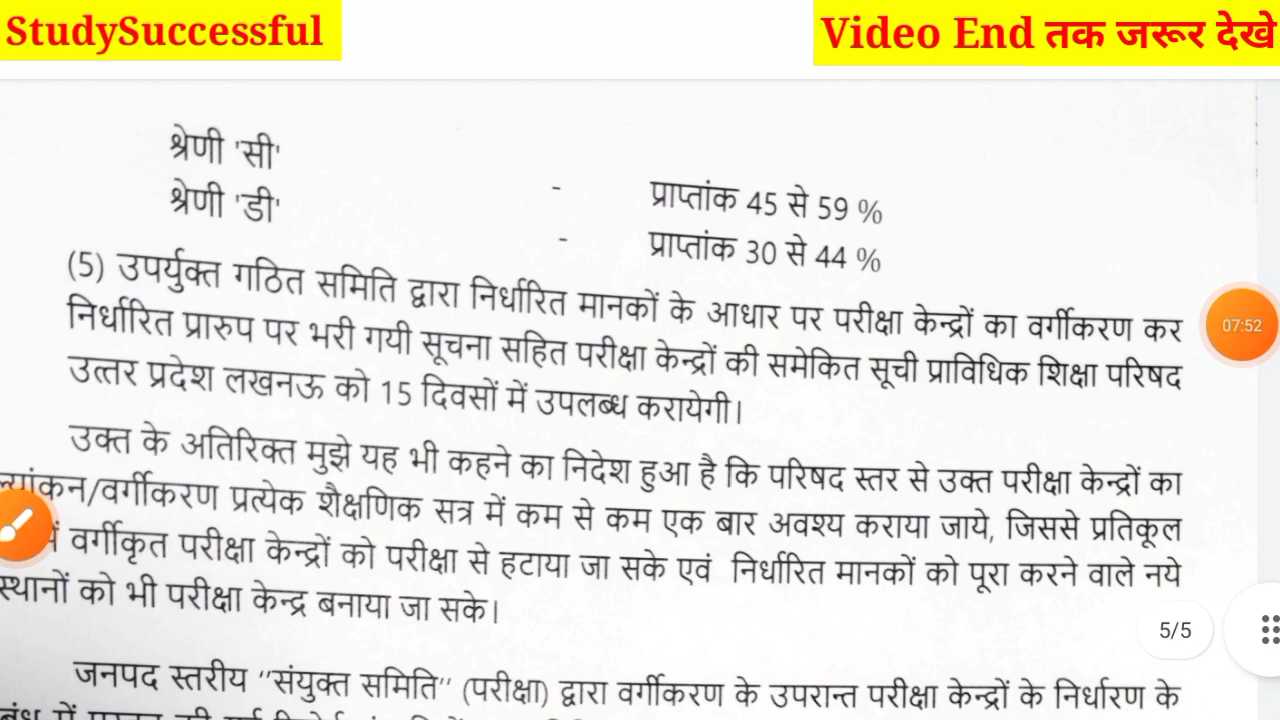 StudySuccessful
Video End तक जरूर देखे
श्रेणी 'सी' - प्राप्तांक 45 से 59 %
श्रेणी 'डी' - प्राप्तांक 30 से 44 %
(5) उपर्युक्त गठित समिति द्वारा निर्धारित मानकों के आधार पर परीक्षा केन्द्रों का वर्गीकरण कर
निर्धारित प्रारुप पर भरी गयी सूचना सहित परीक्षा केन्द्रों की समेकित सूची प्राविधिक शिक्षा परिषद
उत्तर प्रदेश लखनऊ को 15 दिवसों में उपलब्ध करायेगी।
उक्त के अतिरिक्त मुझे यह भी कहने का निदेश हुआ है कि परिषद स्तर से उक्त परीक्षा केन्द्रों का
/वर्गीकरण प्रत्येक शैक्षणिक सत्र में कम से कम एक बार अवश्य कराया जाये, जिससे प्रतिकूल
वर्गीकृत परीक्षा केन्द्रों को परीक्षा से हटाया जा सके एवं निर्धारित मानकों को पूरा करने वाले नये
स्थानों को भी परीक्षा केन्द्र बनाया जा सके।
जनपद स्तरीय "संयुक्त समिति" (परीक्षा) द्वारा वर्गीकरण के उपरान्त परीक्षा केन्द्रों के निर्धारण के
07:52
5/5